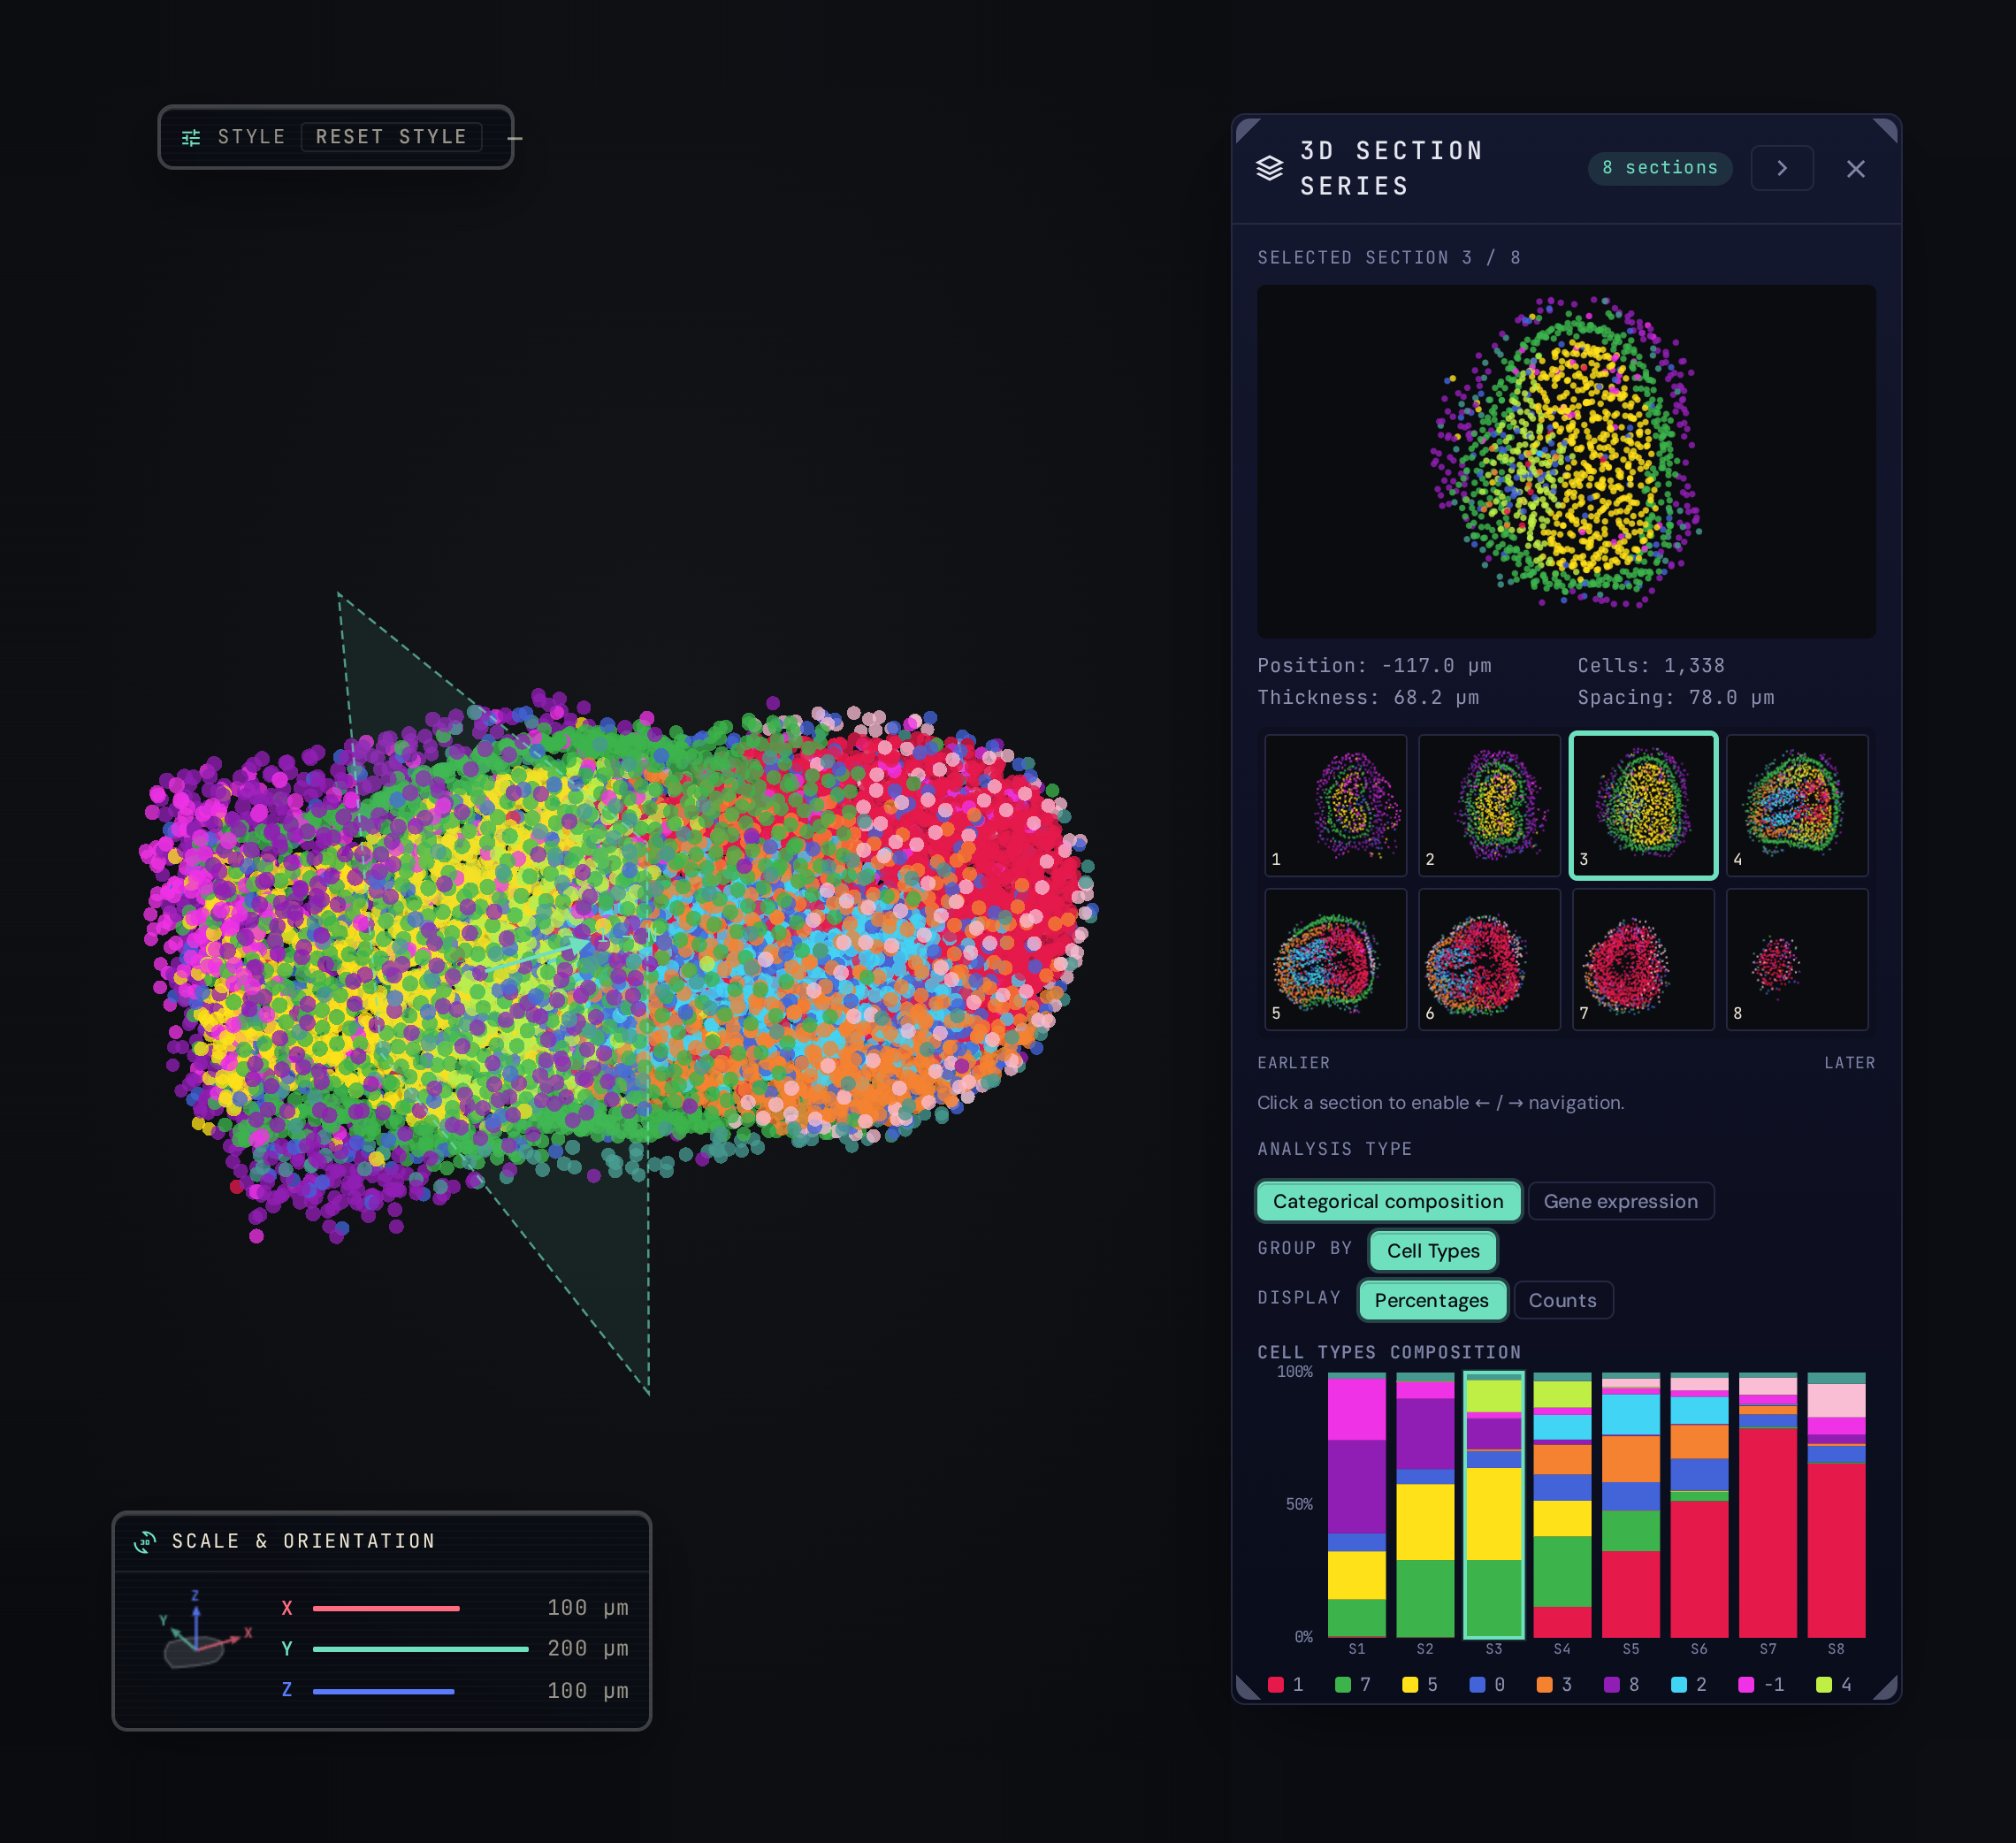 STYLE RESET STYLE —
3D SECTION
SERIES
8 sections
SELECTED SECTION 3 / 8
Position: -117.0 µm Cells: 1,338
Thickness: 68.2 µm Spacing: 78.0 µm
1 2 3 4
5 6 7 8
EARLIER LATER
Click a section to enable ← / → navigation.
ANALYSIS TYPE
Categorical composition Gene expression
GROUP BY Cell Types
DISPLAY Percentages Counts
CELL TYPES COMPOSITION
100%
50%
0%
S1 S2 S3 S4 S5 S6 S7 S8
1 7 5 0 3 8 2 -1 4
SCALE & ORIENTATION
3D
Z
Y
X
X 100 µm
Y 200 µm
Z 100 µm